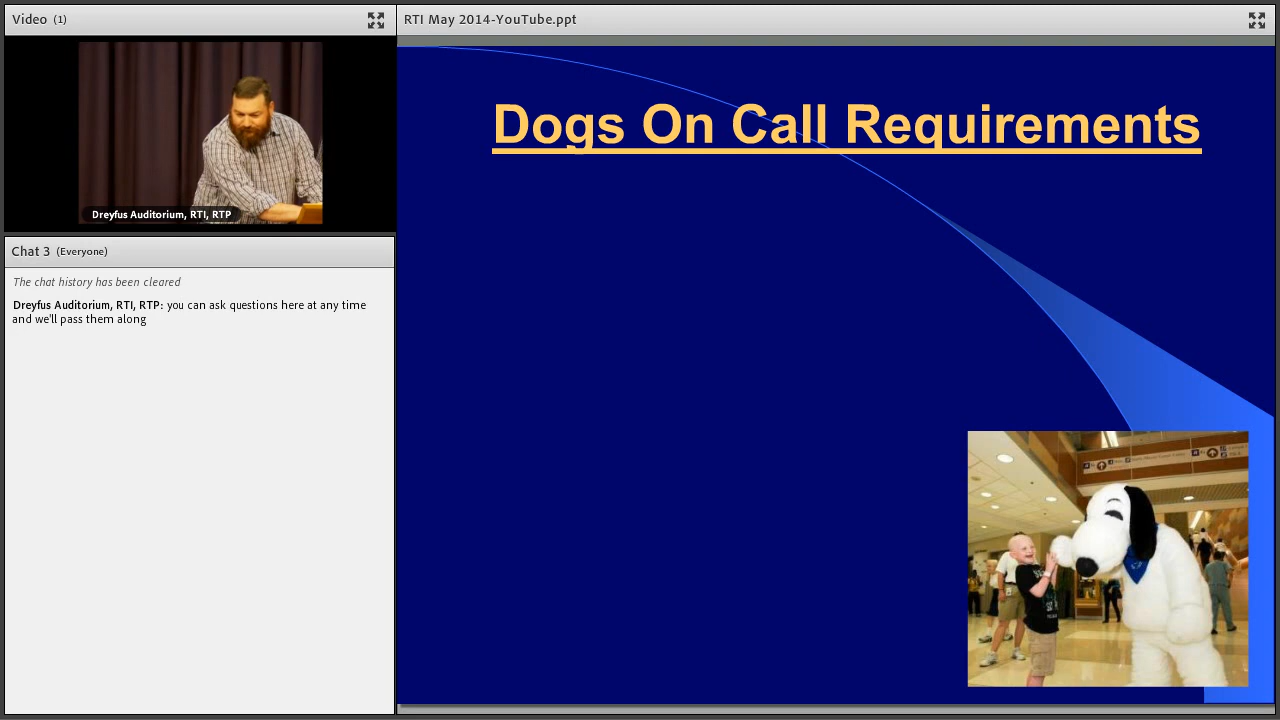 Video (1)
RTI May 2014-YouTube.ppt
Dreyfus Auditorium, RTI, RTP
Chat 3 (Everyone)
The chat history has been cleared
Dreyfus Auditorium, RTI, RTP: you can ask questions here at any time
and we'll pass them along
Dogs On Call Requirements